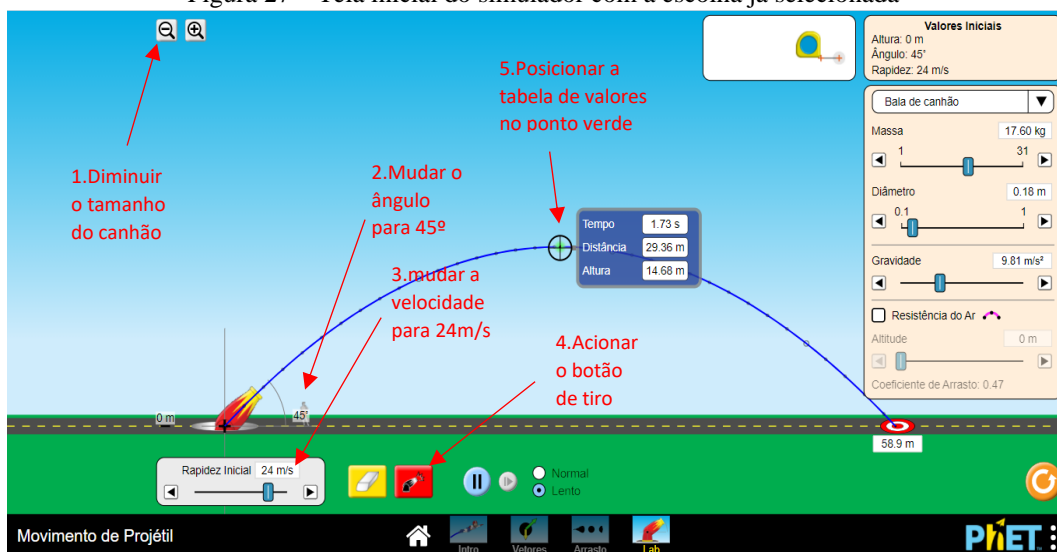 Figura 27 – Tela inicial do simulador com a escolha já selecionada
Valores Iniciais
Altura: 0 m
Ângulo: 45°
Rapidez: 24 m/s
5.Posicionar a
tabela de valores
no ponto verde
Bala de canhão
Massa 17.60 kg
1 31
Diâmetro 0.18 m
0.1 1
Gravidade 9.81 m/s²
Resistência do Ar
Altitude 0 m
Coeficiente de Arrasto: 0.47
1.Diminuir
o tamanho
do canhão
2.Mudar o
ângulo
para 45º
Tempo 1.73 s
Distância 29.36 m
Altura 14.68 m
3.mudar a
velocidade
para 24m/s
4.Acionar
o botão
de tiro
0 m
45°
58.9 m
Rapidez Inicial 24 m/s
Normal
Lento
Movimento de Projétil
Intro
Vetores
Arrasto
Lab
PhET